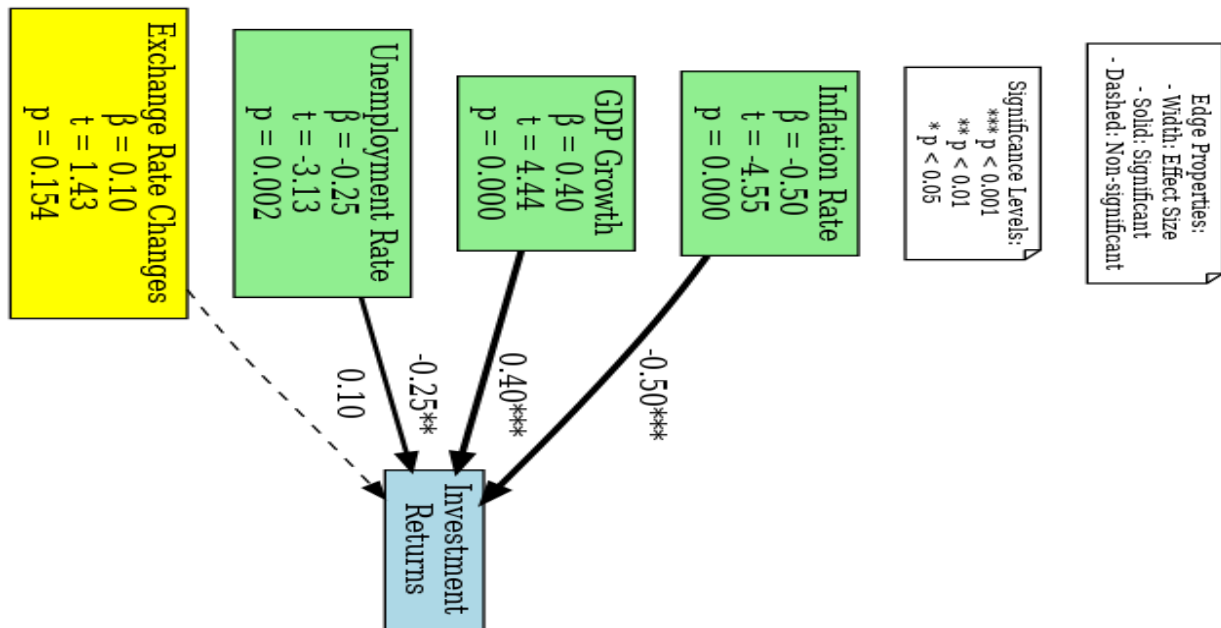 Edge Properties:
- Width: Effect Size
- Solid: Significant
- Dashed: Non-significant
Significance Levels:
*** p < 0.001
** p < 0.01
* p < 0.05
Inflation Rate
β = -0.50
t = -4.55
p = 0.000
GDP Growth
β = 0.40
t = 4.44
p = 0.000
Unemployment Rate
β = -0.25
t = -3.13
p = 0.002
Exchange Rate Changes
β = 0.10
t = 1.43
p = 0.154
-0.50***
0.40***
-0.25**
0.10
Investment
Returns